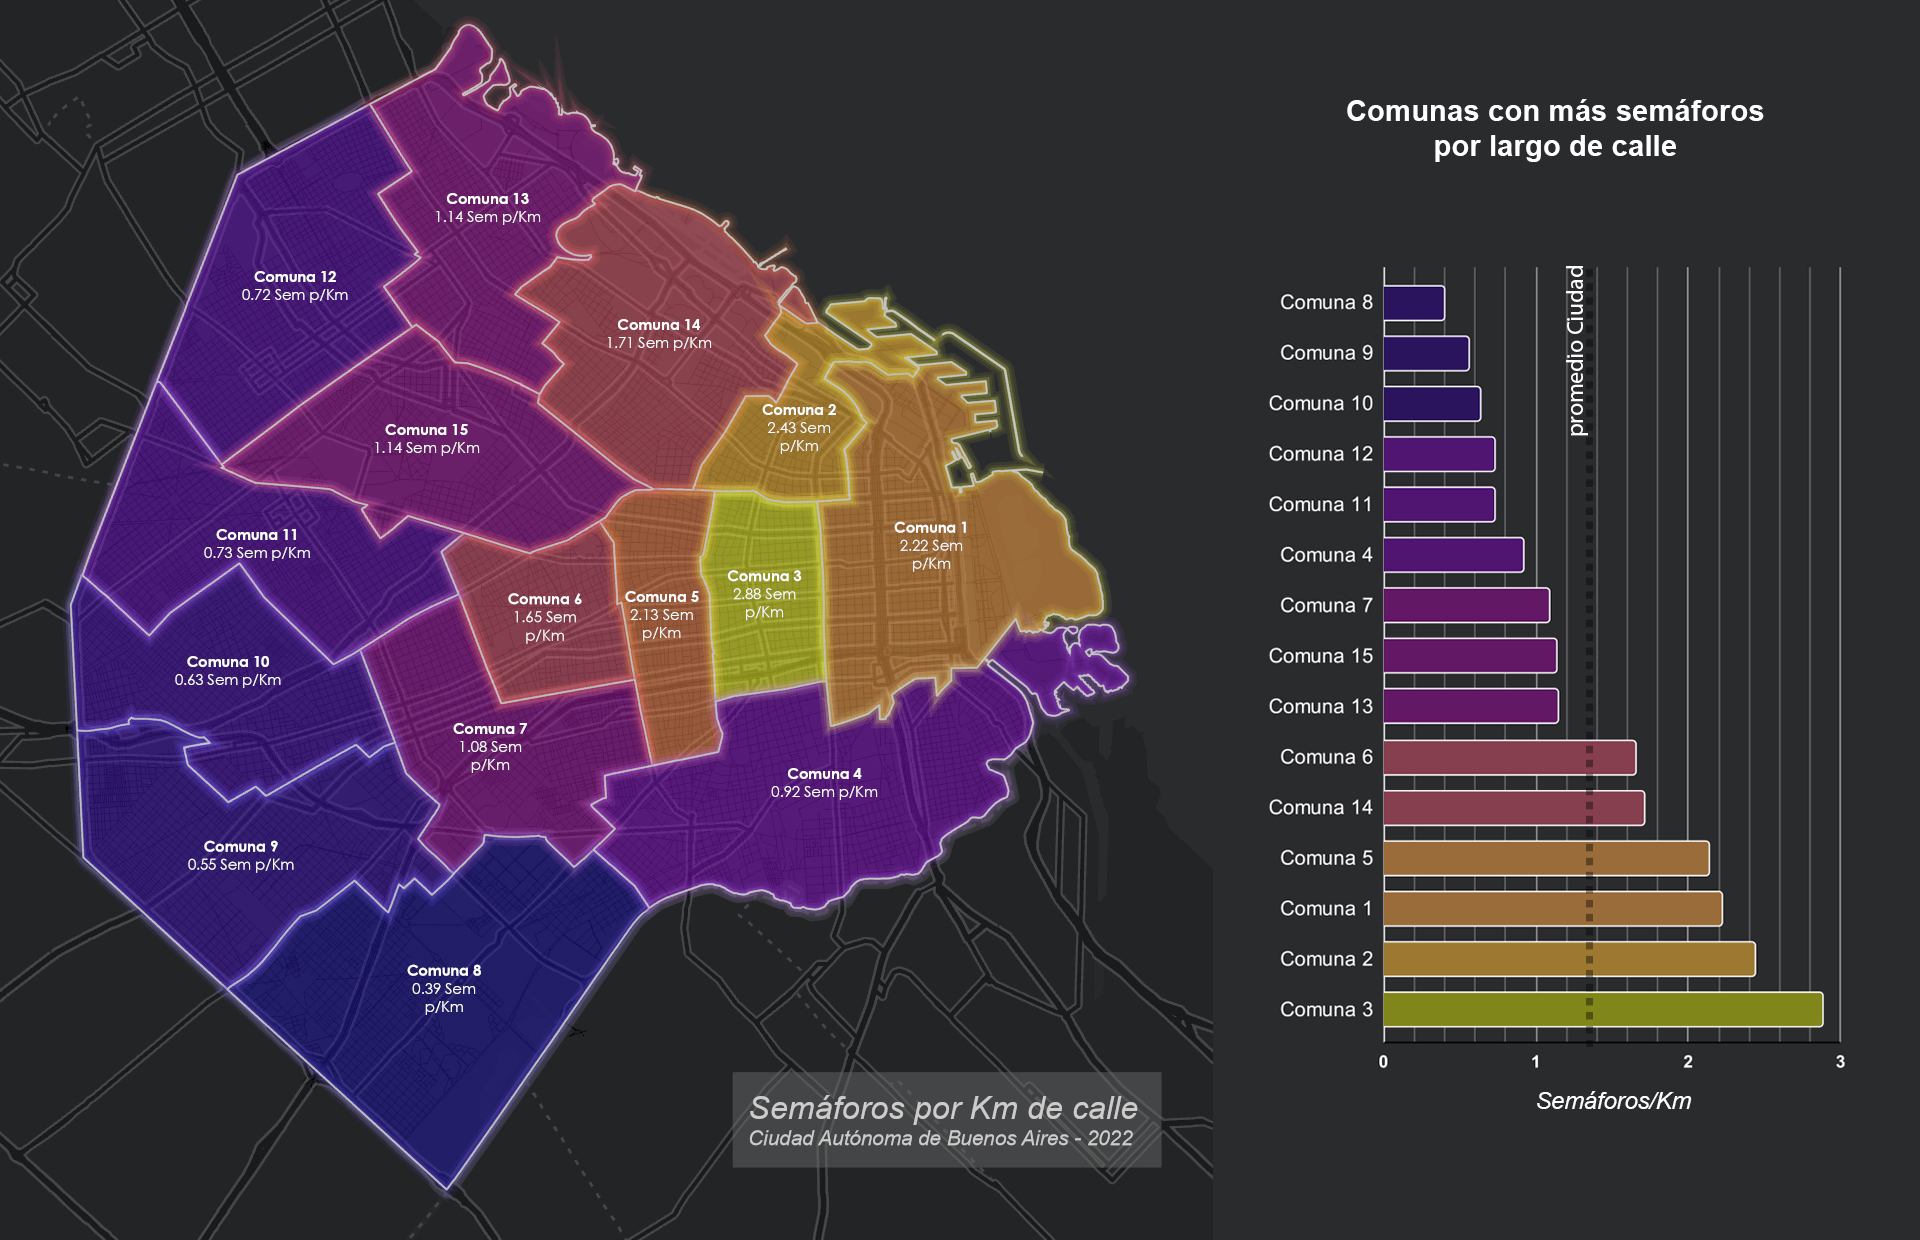 Comuna 13
1.14 Sem p/Km
Comuna 12
0.72 Sem p/Km
Comuna 14
1.71 Sem p/Km
Comuna 2
2.43 Sem
p/Km
Comuna 15
1.14 Sem p/Km
Comuna 11
0.73 Sem p/Km
Comuna 1
2.22 Sem
p/Km
Comuna 3
2.88 Sem
p/Km
Comuna 6
1.65 Sem
p/Km
Comuna 5
2.13 Sem
p/Km
Comuna 10
0.63 Sem p/Km
Comuna 7
1.08 Sem
p/Km
Comuna 4
0.92 Sem p/Km
Comuna 9
0.55 Sem p/Km
Comuna 8
0.39 Sem
p/Km
Semáforos por Km de calle
Ciudad Autónoma de Buenos Aires - 2022
Comunas con más semáforos
por largo de calle
promedio Ciudad
Comuna 8
Comuna 9
Comuna 10
Comuna 12
Comuna 11
Comuna 4
Comuna 7
Comuna 15
Comuna 13
Comuna 6
Comuna 14
Comuna 5
Comuna 1
Comuna 2
Comuna 3
0 1 2 3
Semáforos/Km